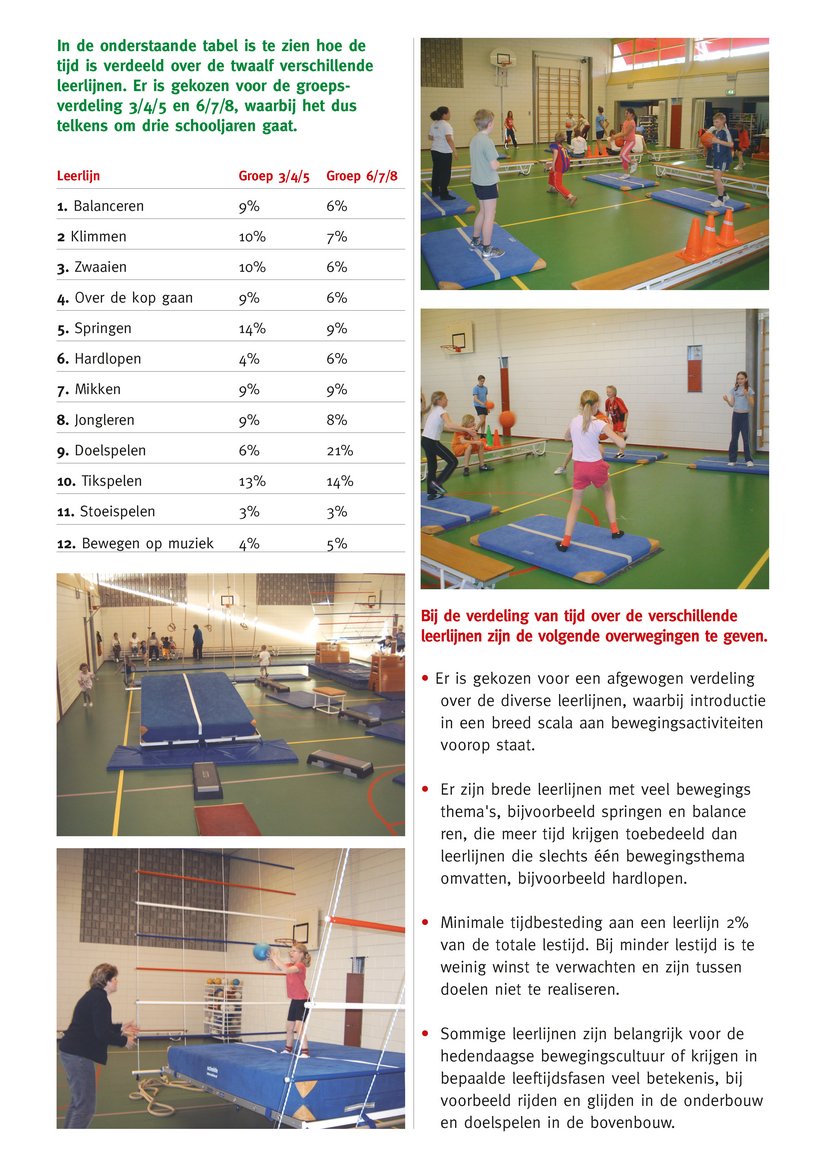 In de onderstaande tabel is te zien hoe de
tijd is verdeeld over de twaalf verschillende
leerlijnen. Er is gekozen voor de groeps-
verdeling 3/4/5 en 6/7/8, waarbij het dus
telkens om drie schooljaren gaat.
Leerlijn Groep 3/4/5 Groep 6/7/8
1. Balanceren 9% 6%
2 Klimmen 10% 7%
3. Zwaaien 10% 6%
4. Over de kop gaan 9% 6%
5. Springen 14% 9%
6. Hardlopen 4% 6%
7. Mikken 9% 9%
8. Jongleren 9% 8%
9. Doelspelen 6% 21%
10. Tikspelen 13% 14%
11. Stoeispelen 3% 3%
12. Bewegen op muziek 4% 5%
Bij de verdeling van tijd over de verschillende
leerlijnen zijn de volgende overwegingen te geven.
• Er is gekozen voor een afgewogen verdeling
over de diverse leerlijnen, waarbij introductie
in een breed scala aan bewegingsactiviteiten
voorop staat.
• Er zijn brede leerlijnen met veel bewegings
thema's, bijvoorbeeld springen en balance
ren, die meer tijd krijgen toebedeeld dan
leerlijnen die slechts één bewegingsthema
omvatten, bijvoorbeeld hardlopen.
• Minimale tijdbesteding aan een leerlijn 2%
van de totale lestijd. Bij minder lestijd is te
weinig winst te verwachten en zijn tussen
doelen niet te realiseren.
• Sommige leerlijnen zijn belangrijk voor de
hedendaagse bewegingscultuur of krijgen in
bepaalde leeftijdsfasen veel betekenis, bij
voorbeeld rijden en glijden in de onderbouw
en doelspelen in de bovenbouw.